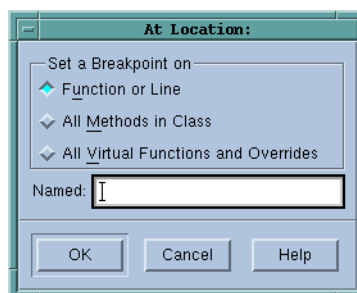 At Location:
Set a Breakpoint on
Function or Line
All Methods in Class
All Virtual Functions and Overrides
Named:
OK Cancel Help